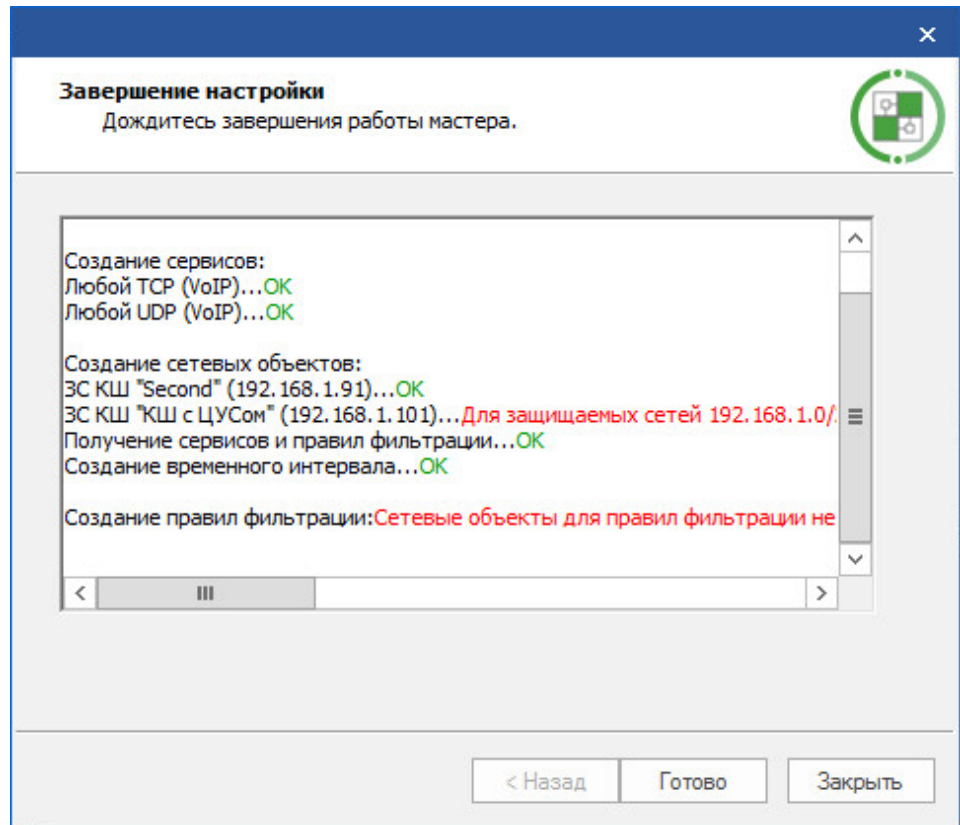 Завершение настройки
Дождитесь завершения работы мастера.
Создание сервисов:
Любой TCP (VoIP)...OK
Любой UDP (VoIP)...OK
Создание сетевых объектов:
ЗС КШ "Second" (192.168.1.91)...OK
ЗС КШ "КШ с ЦУСом" (192.168.1.101)...Для защищаемых сетей 192.168.1.0/
Получение сервисов и правил фильтрации...OK
Создание временного интервала...OK
Создание правил фильтрации:Сетевые объекты для правил фильтрации не
< Назад
Готово
Закрыть